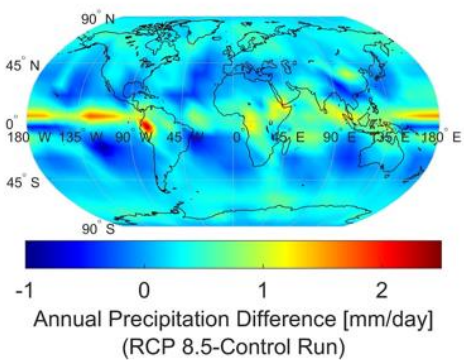 90° N
45° N
0°
180° W 135° W 90° W 45° W 0° 45° E 90° E 135° E 180° E
45° S
90° S
-1 0 1 2
Annual Precipitation Difference [mm/day]
(RCP 8.5-Control Run)